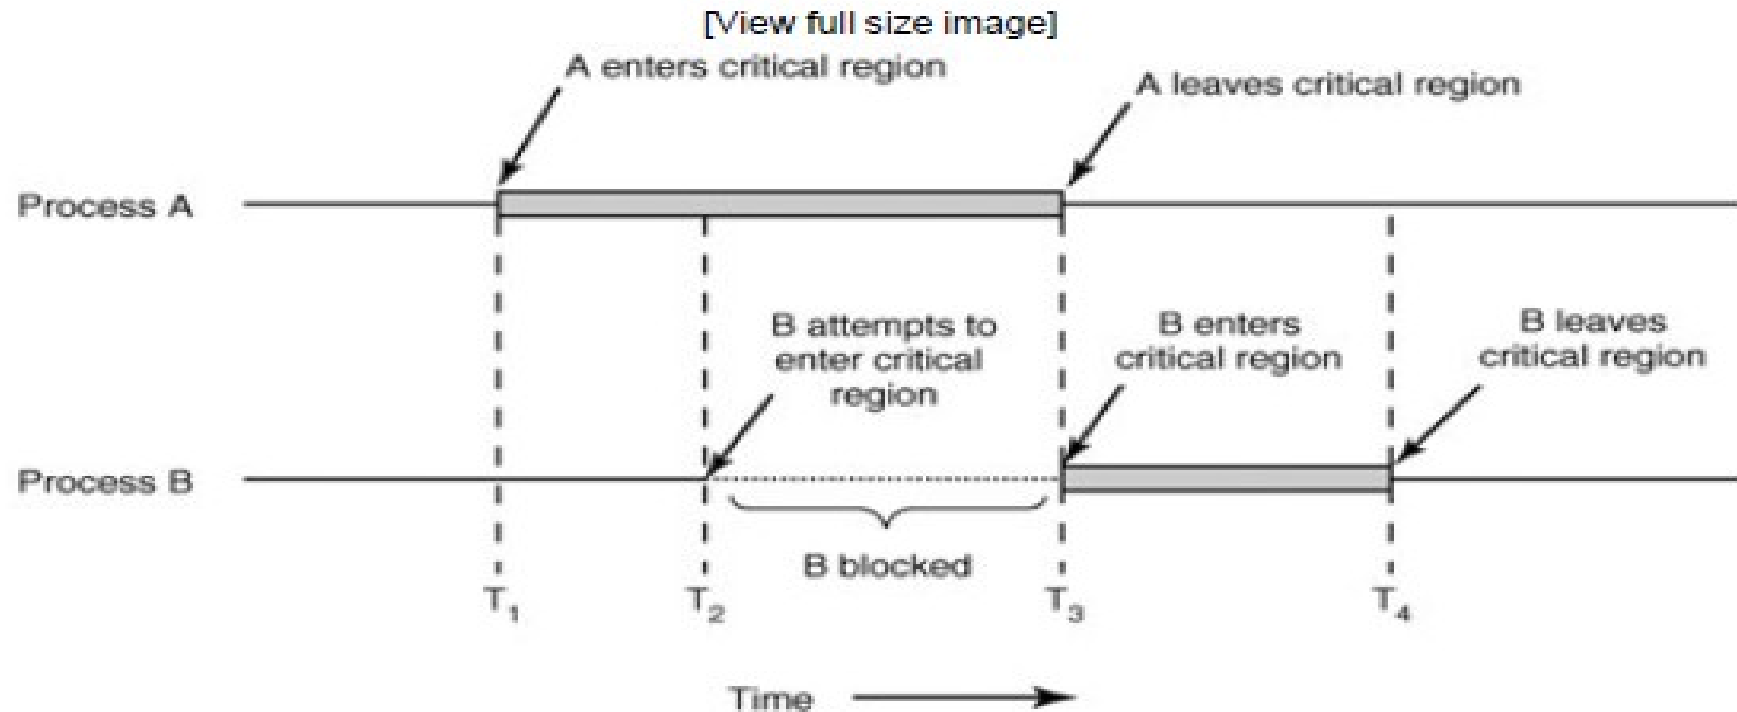 [View full size image]
A enters critical region
A leaves critical region
Process A
B attempts to
enter critical
region
B enters
critical region
B leaves
critical region
Process B
B blocked
T1
T2
T3
T4
Time